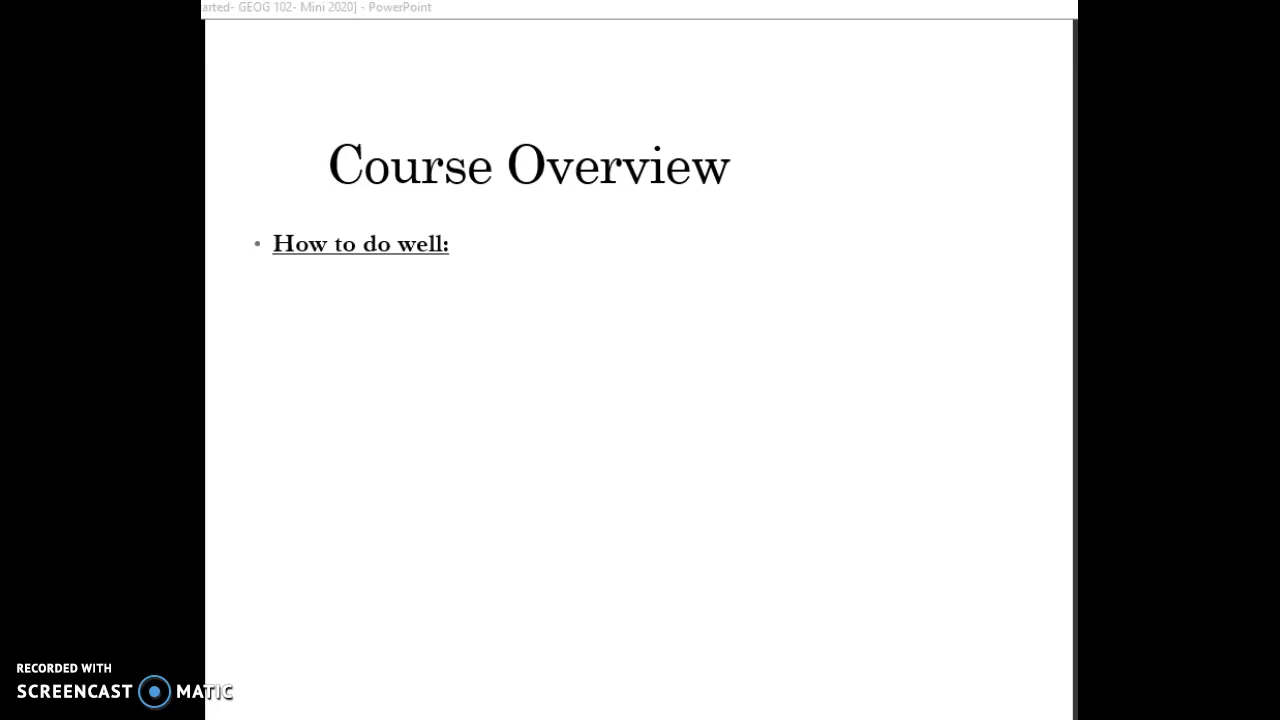 arted- GEOG 102- Mini 2020] - PowerPoint
Course Overview
• How to do well:
RECORDED WITH
SCREENCAST MATIC